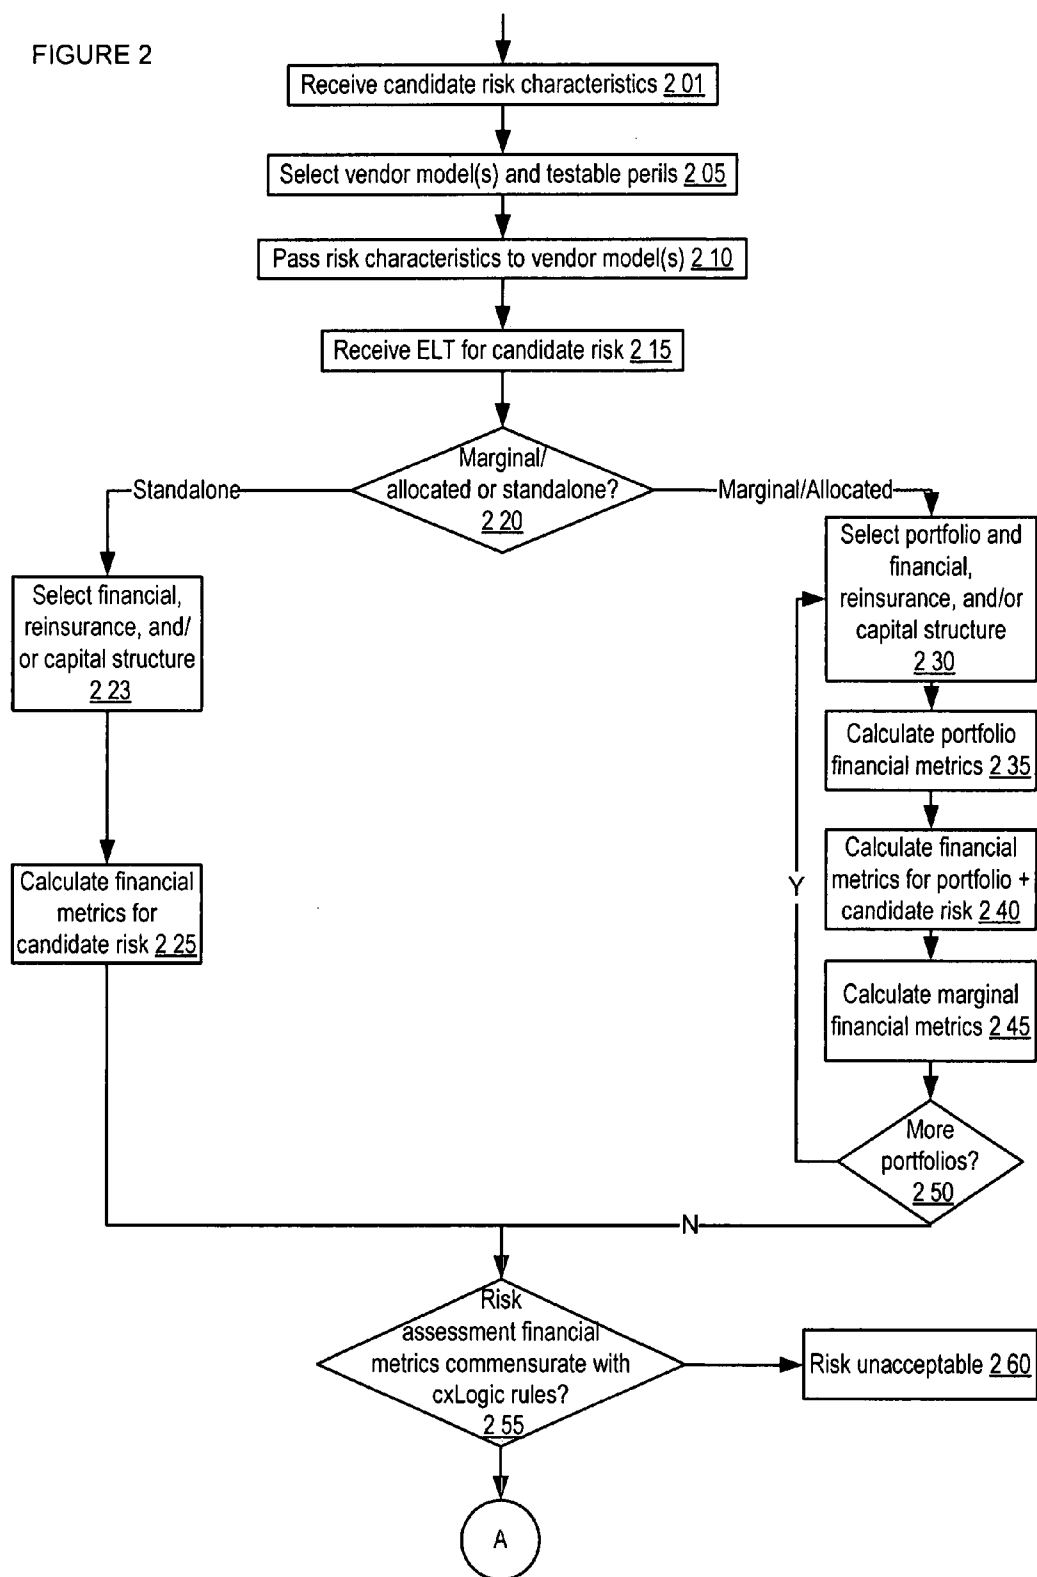 FIGURE 2
Receive candidate risk characteristics 2 01
Select vendor model(s) and testable perils 2 05
Pass risk characteristics to vendor model(s) 2 10
Receive ELT for candidate risk 2 15
Marginal/
allocated or standalone?
2 20
Standalone
Marginal/Allocated
Select financial,
reinsurance, and/
or capital structure
2 23
Calculate financial
metrics for
candidate risk 2 25
Select portfolio and
financial,
reinsurance, and/or
capital structure
2 30
Calculate portfolio
financial metrics 2 35
Calculate financial
metrics for portfolio +
candidate risk 2 40
Calculate marginal
financial metrics 2 45
More
portfolios?
2 50
Y
N
Risk
assessment financial
metrics commensurate with
cxLogic rules?
2 55
Risk unacceptable 2 60
A